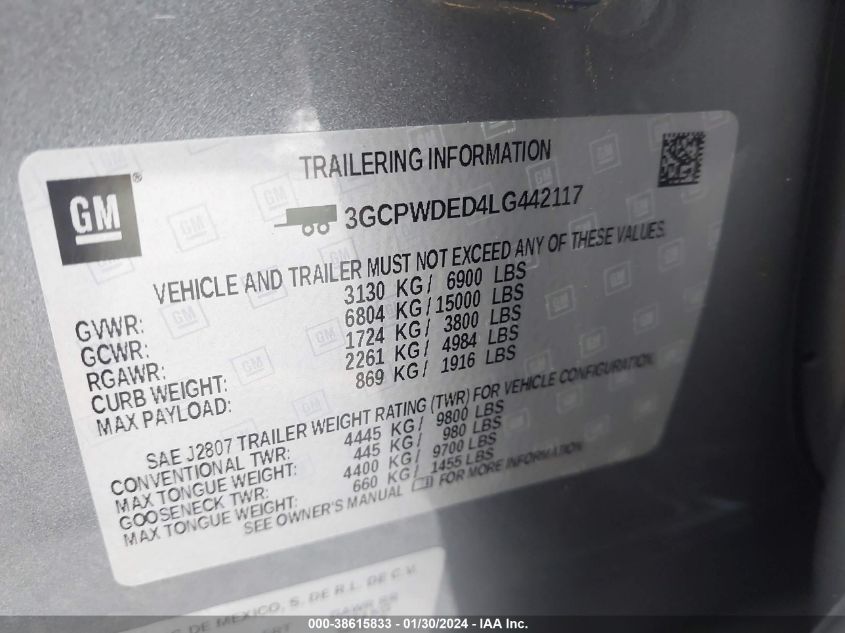 TRAILERING INFORMATION
GM ®
3GCPWDED4LG442117
VEHICLE AND TRAILER MUST NOT EXCEED ANY OF THESE VALUES.
GVWR: 3130 KG/ 6900 LBS
GCWR: 6804 KG/15000 LBS
RGAWR: 1724 KG/ 3800 LBS
CURB WEIGHT: 2261 KG/ 4984 LBS
MAX PAYLOAD: 869 KG/ 1916 LBS
SAE J2807 TRAILER WEIGHT RATING (TWR) FOR VEHICLE CONFIGURATION.
CONVENTIONAL TWR: 4445 KG/ 9800 LBS
MAX TONGUE WEIGHT: 445 KG/ 980 LBS
GOOSENECK TWR: 4400 KG/ 9700 LBS
MAX TONGUE WEIGHT: 660 KG/ 1455 LBS
SEE OWNER'S MANUAL FOR MORE INFORMATION
DE MEXICO, S. DE R.L. DE C.V.
000-38615833 - 01/30/2024 - IAA Inc.